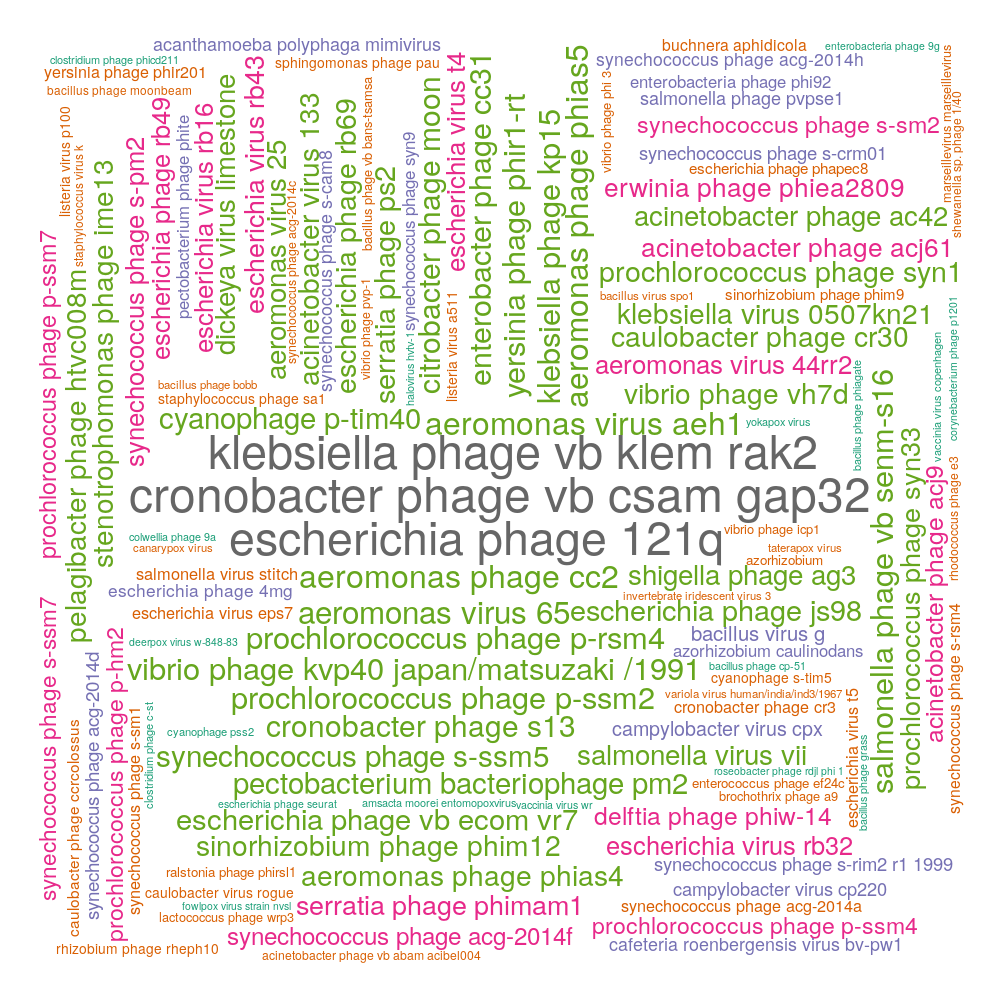 acanthamoeba polyphaga mimivirus
buchnera aphidicola
enterobacteria phage 9g
clostridium phage phicd211
sphingomonas phage pau
synechococcus phage acg-2014h
yersinia phage phir201
enterobacteria phage phi92
bacillus phage moonbeam
salmonella phage pvpse1
synechococcus phage s-sm2
synechococcus phage s-crm01
escherichia phage phapec8
erwinia phage phiea2809
acinetobacter phage ac42
acinetobacter phage acj61
prochlorococcus phage syn1
bacillus virus spo1
sinorhizobium phage phim9
klebsiella virus 0507kn21
caulobacter phage cr30
aeromonas virus 44rr2
vibrio phage vh7d
prochlorococcus phage p-ssm7
listeria virus p100
pelagibacter phage htvc008m
staphylococcus virus k
stenotrophomonas phage ime13
synechococcus phage s-pm2
escherichia phage rb49
pectobacterium phage phite
escherichia virus rb16
dickeya virus limestone
escherichia virus rb43
aeromonas virus 25
synechococcus phage acg-2014c
acinetobacter virus 133
synechococcus phage s-cam8
escherichia phage rb69
vibrio phage pvp-1
bacillus phage vb bans-tsamsa
serratia phage ps2
synechococcus phage syn9
halovirus hvtv-1
citrobacter phage moon
listeria virus a511
escherichia virus t4
enterobacter phage cc31
yersinia phage phir1-rt
klebsiella phage kp15
aeromonas phage phias5
vibrio phage phi 3
marseillevirus marseillevirus
shewanella sp. phage 1/40
bacillus phage bobb
staphylococcus phage sa1
cyanophage p-tim40
aeromonas virus aeh1
yokapox virus
klebsiella phage vb klem rak2
cronobacter phage vb csam gap32
escherichia phage 121q
bacillus phage phiagate
salmonella phage vb senm-s16
prochlorococcus phage syn33
acinetobacter phage acj9
vaccinia virus copenhagen
corynebacterium phage p1201
rhodococcus phage e3
synechococcus phage s-rsm4
vibrio phage icp1
colwellia phage 9a
canarypox virus
taterapox virus
azorhizobium
salmonella virus stitch
aeromonas phage cc2
shigella phage ag3
escherichia phage 4mg
invertebrate iridescent virus 3
escherichia virus eps7
aeromonas virus 65
escherichia phage js98
deerpox virus w-848-83
prochlorococcus phage p-rsm4
bacillus virus g
azorhizobium caulinodans
vibrio phage kvp40 japan/matsuzaki /1991
bacillus phage cp-51
cyanophage s-tim5
prochlorococcus phage p-ssm2
variola virus human/india/ind3/1967
cronobacter phage cr3
cyanophage pss2
cronobacter phage s13
campylobacter virus cpx
synechococcus phage s-ssm5
salmonella virus vii
roseobacter phage rdjl phi 1
pectobacterium bacteriophage pm2
enterococcus phage ef24c
brochothrix phage a9
escherichia virus t5
bacillus phage grass
escherichia phage seurat
amsacta moorei entomopoxvirus
vaccinia virus wr
escherichia phage vb ecom vr7
delftia phage phiw-14
sinorhizobium phage phim12
escherichia virus rb32
synechococcus phage s-rim2 r1 1999
ralstonia phage phirsl1
aeromonas phage phias4
caulobacter virus rogue
campylobacter virus cp220
fowlpox virus strain nvsl
serratia phage phimam1
synechococcus phage acg-2014a
lactococcus phage wrp3
prochlorococcus phage p-ssm4
synechococcus phage acg-2014f
cafeteria roenbergensis virus bv-pw1
rhizobium phage rheph10
acinetobacter phage vb abam acibel004
synechococcus phage s-ssm7
caulobacter phage ccrcolossus
synechococcus phage acg-2014d
prochlorococcus phage p-hm2
synechococcus phage s-sm1
clostridium phage c-st